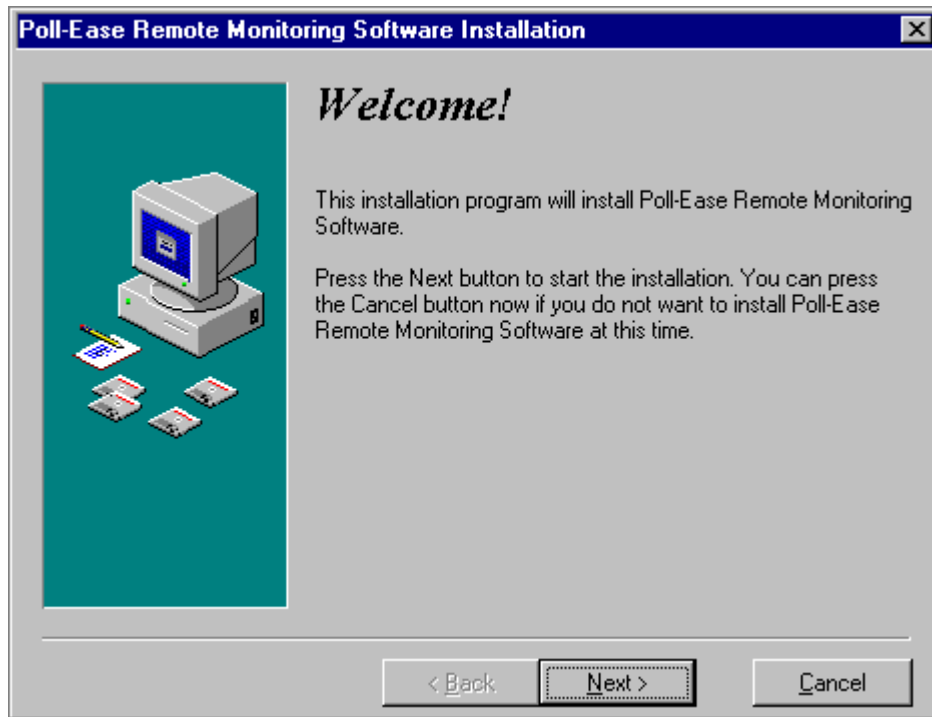 Poll-Ease Remote Monitoring Software Installation
Welcome!
This installation program will install Poll-Ease Remote Monitoring
Software.
Press the Next button to start the installation. You can press
the Cancel button now if you do not want to install Poll-Ease
Remote Monitoring Software at this time.
< Back
Next >
Cancel